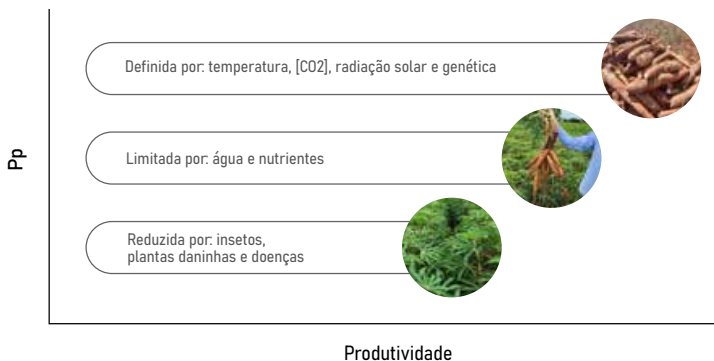 Definida por: temperatura, [CO2], radiação solar e genética
Pp
Limitada por: água e nutrientes
Reduzida por: insetos,
plantas daninhas e doenças
Produtividade